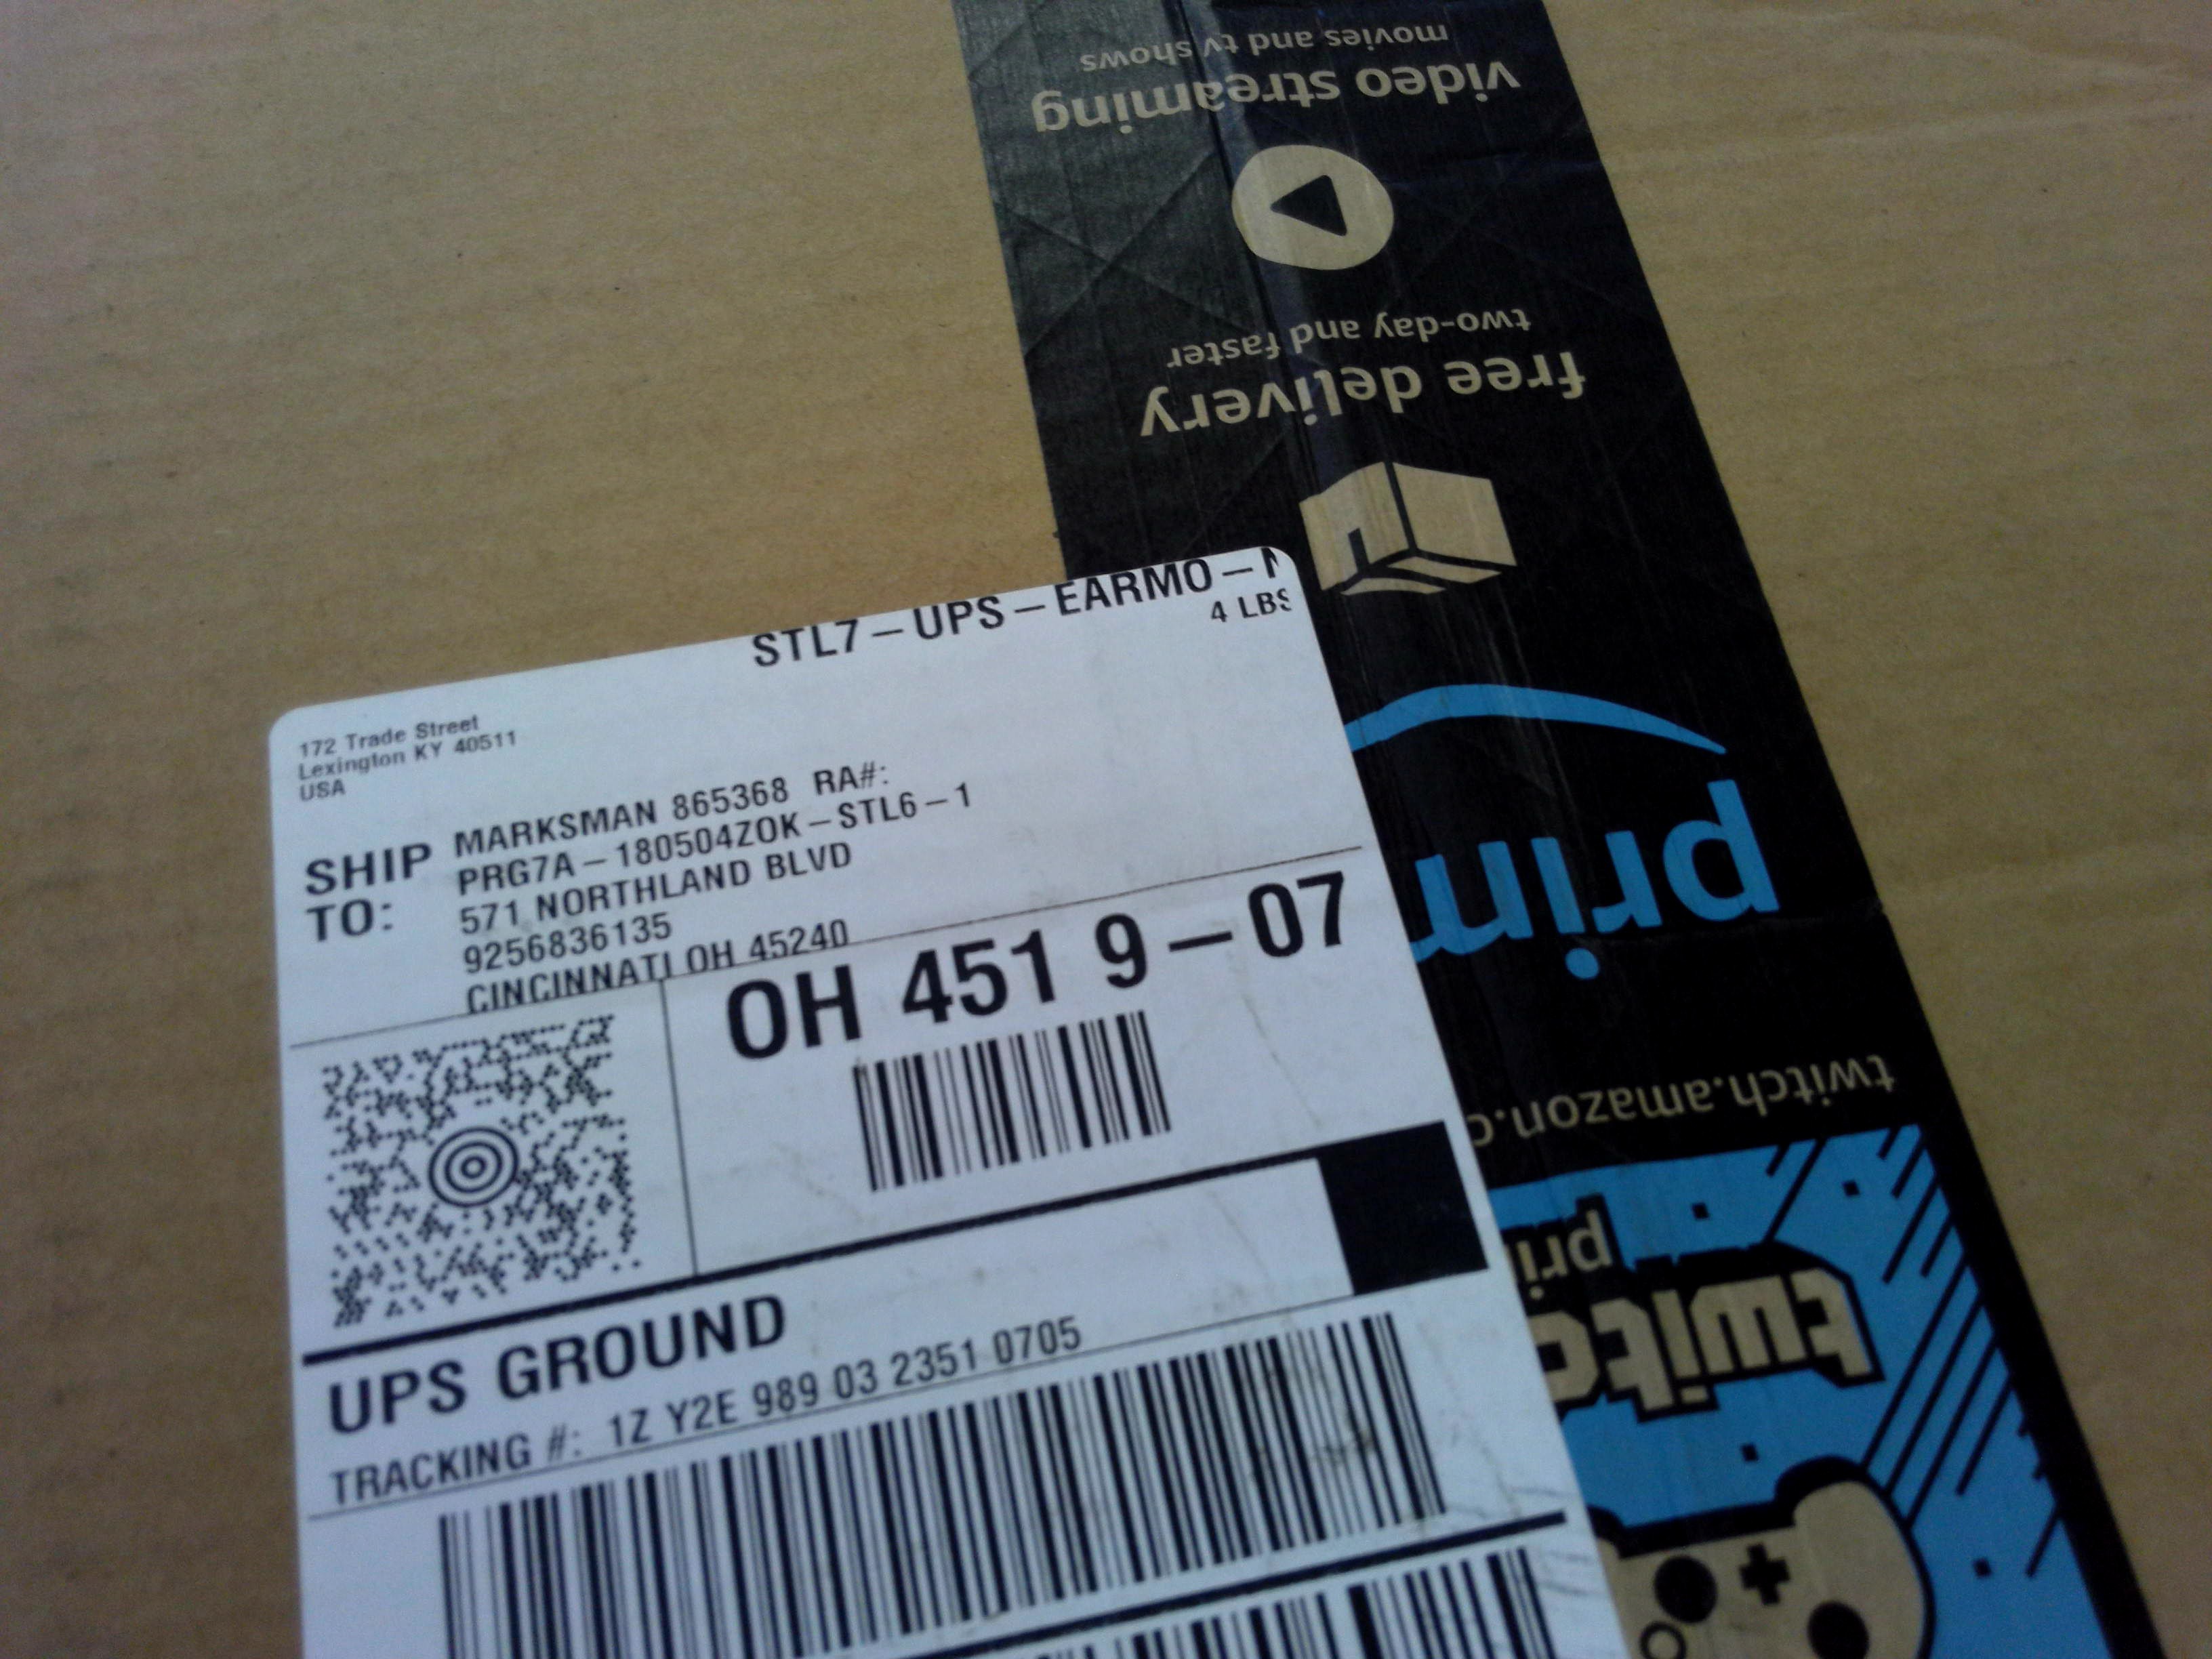 STL7-UPS-EARMO-N
4 LBS
172 Trade Street
Lexington KY 40511
USA
SHIP TO:
MARKSMAN 865368 RA#:
PRG7A-180504ZOK-STL6-1
571 NORTHLAND BLVD
9256836135
CINCINNATI OH 45240
OH 451 9-07
UPS GROUND
TRACKING #: 1Z Y2E 989 03 2351 0705
twitch
prime
twitch.amazon.c
prim
free delivery
two-day and faster
video streaming
movies and tv shows